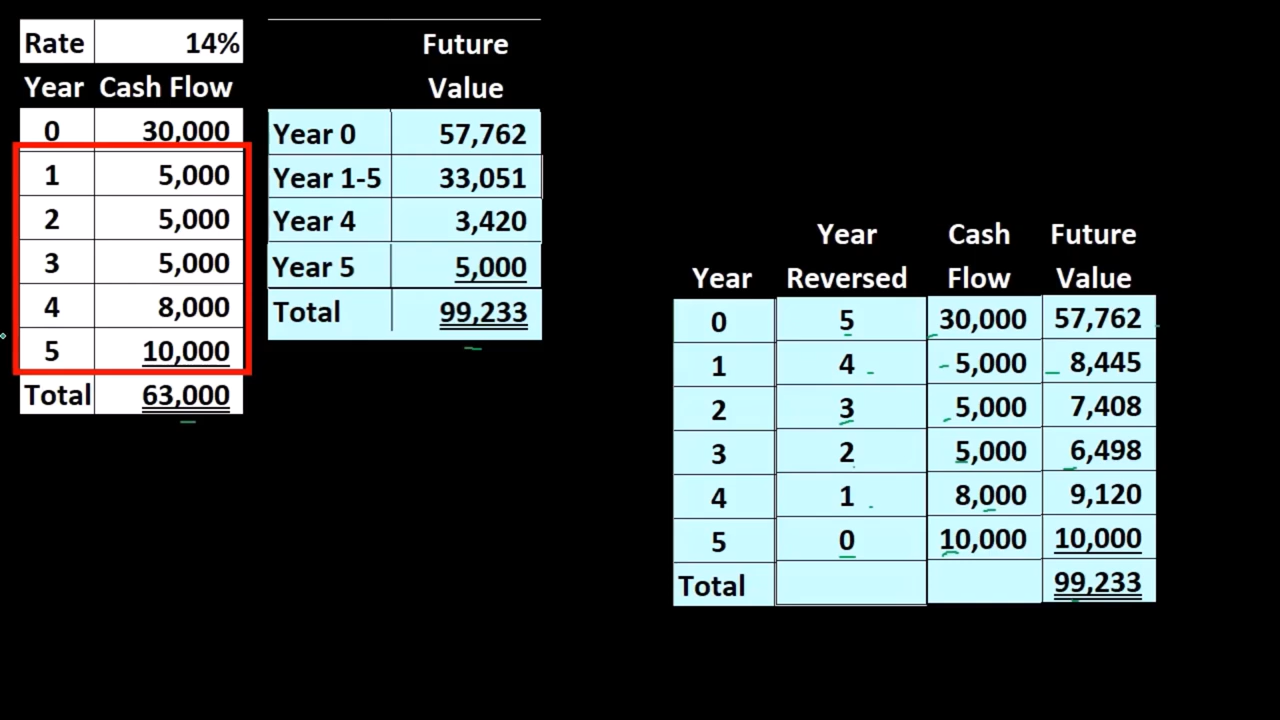 Rate 14%
Year Cash Flow
0 30,000
1 5,000
2 5,000
3 5,000
4 8,000
5 10,000
Total 63,000
Future
Value
Year 0 57,762
Year 1-5 33,051
Year 4 3,420
Year 5 5,000
Total 99,233
Year Cash Future
Year Reversed Flow Value
0 5 30,000 57,762
1 4 5,000 8,445
2 3 5,000 7,408
3 2 5,000 6,498
4 1 8,000 9,120
5 0 10,000 10,000
Total 99,233